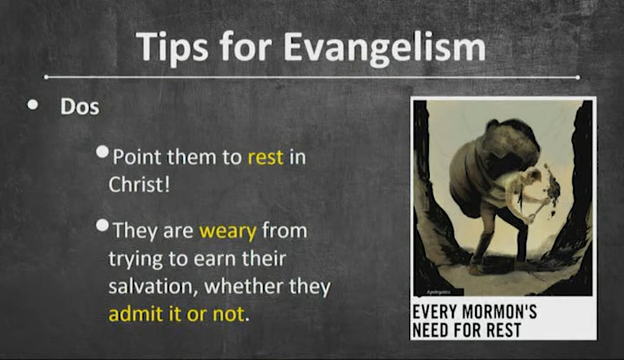 Tips for Evangelism
• Dos
•Point them to rest in
Christ!
•They are weary from
trying to earn their
salvation, whether they
admit it or not.
Apologetics
EVERY MORMON'S
NEED FOR REST